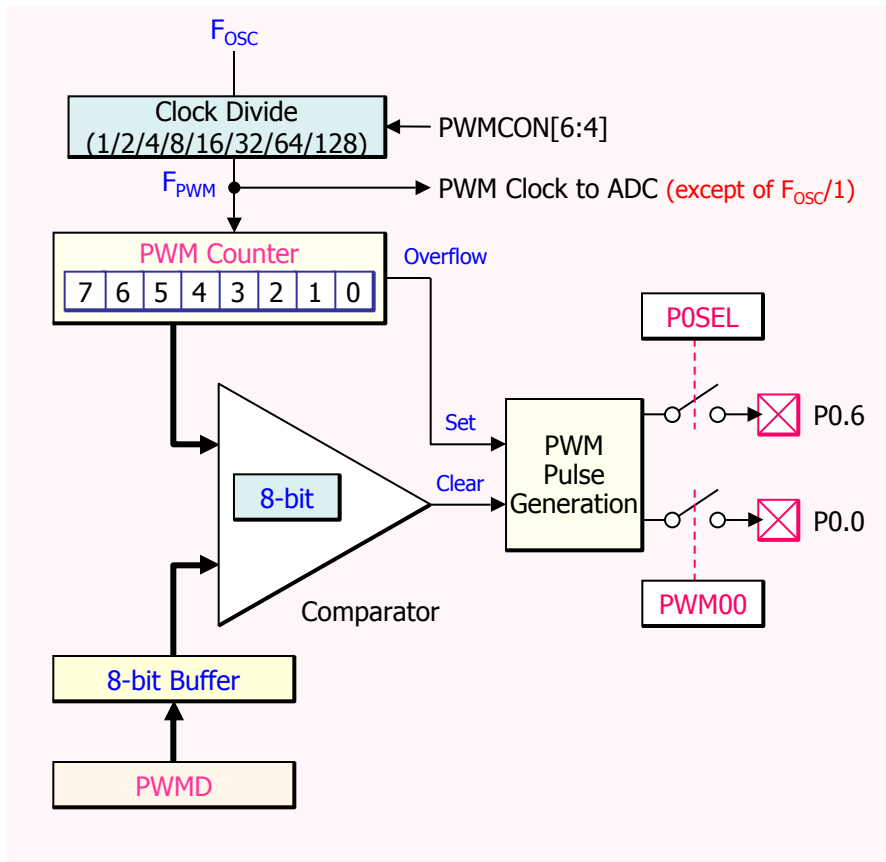 FOSC
Clock Divide
(1/2/4/8/16/32/64/128)
PWMCON[6:4]
FPWM
PWM Clock to ADC (except of FOSC/1)
PWM Counter
7 6 5 4 3 2 1 0
Overflow
P0SEL
Set
P0.6
PWM
Pulse
Generation
8-bit
Clear
P0.0
PWM00
Comparator
8-bit Buffer
PWMD